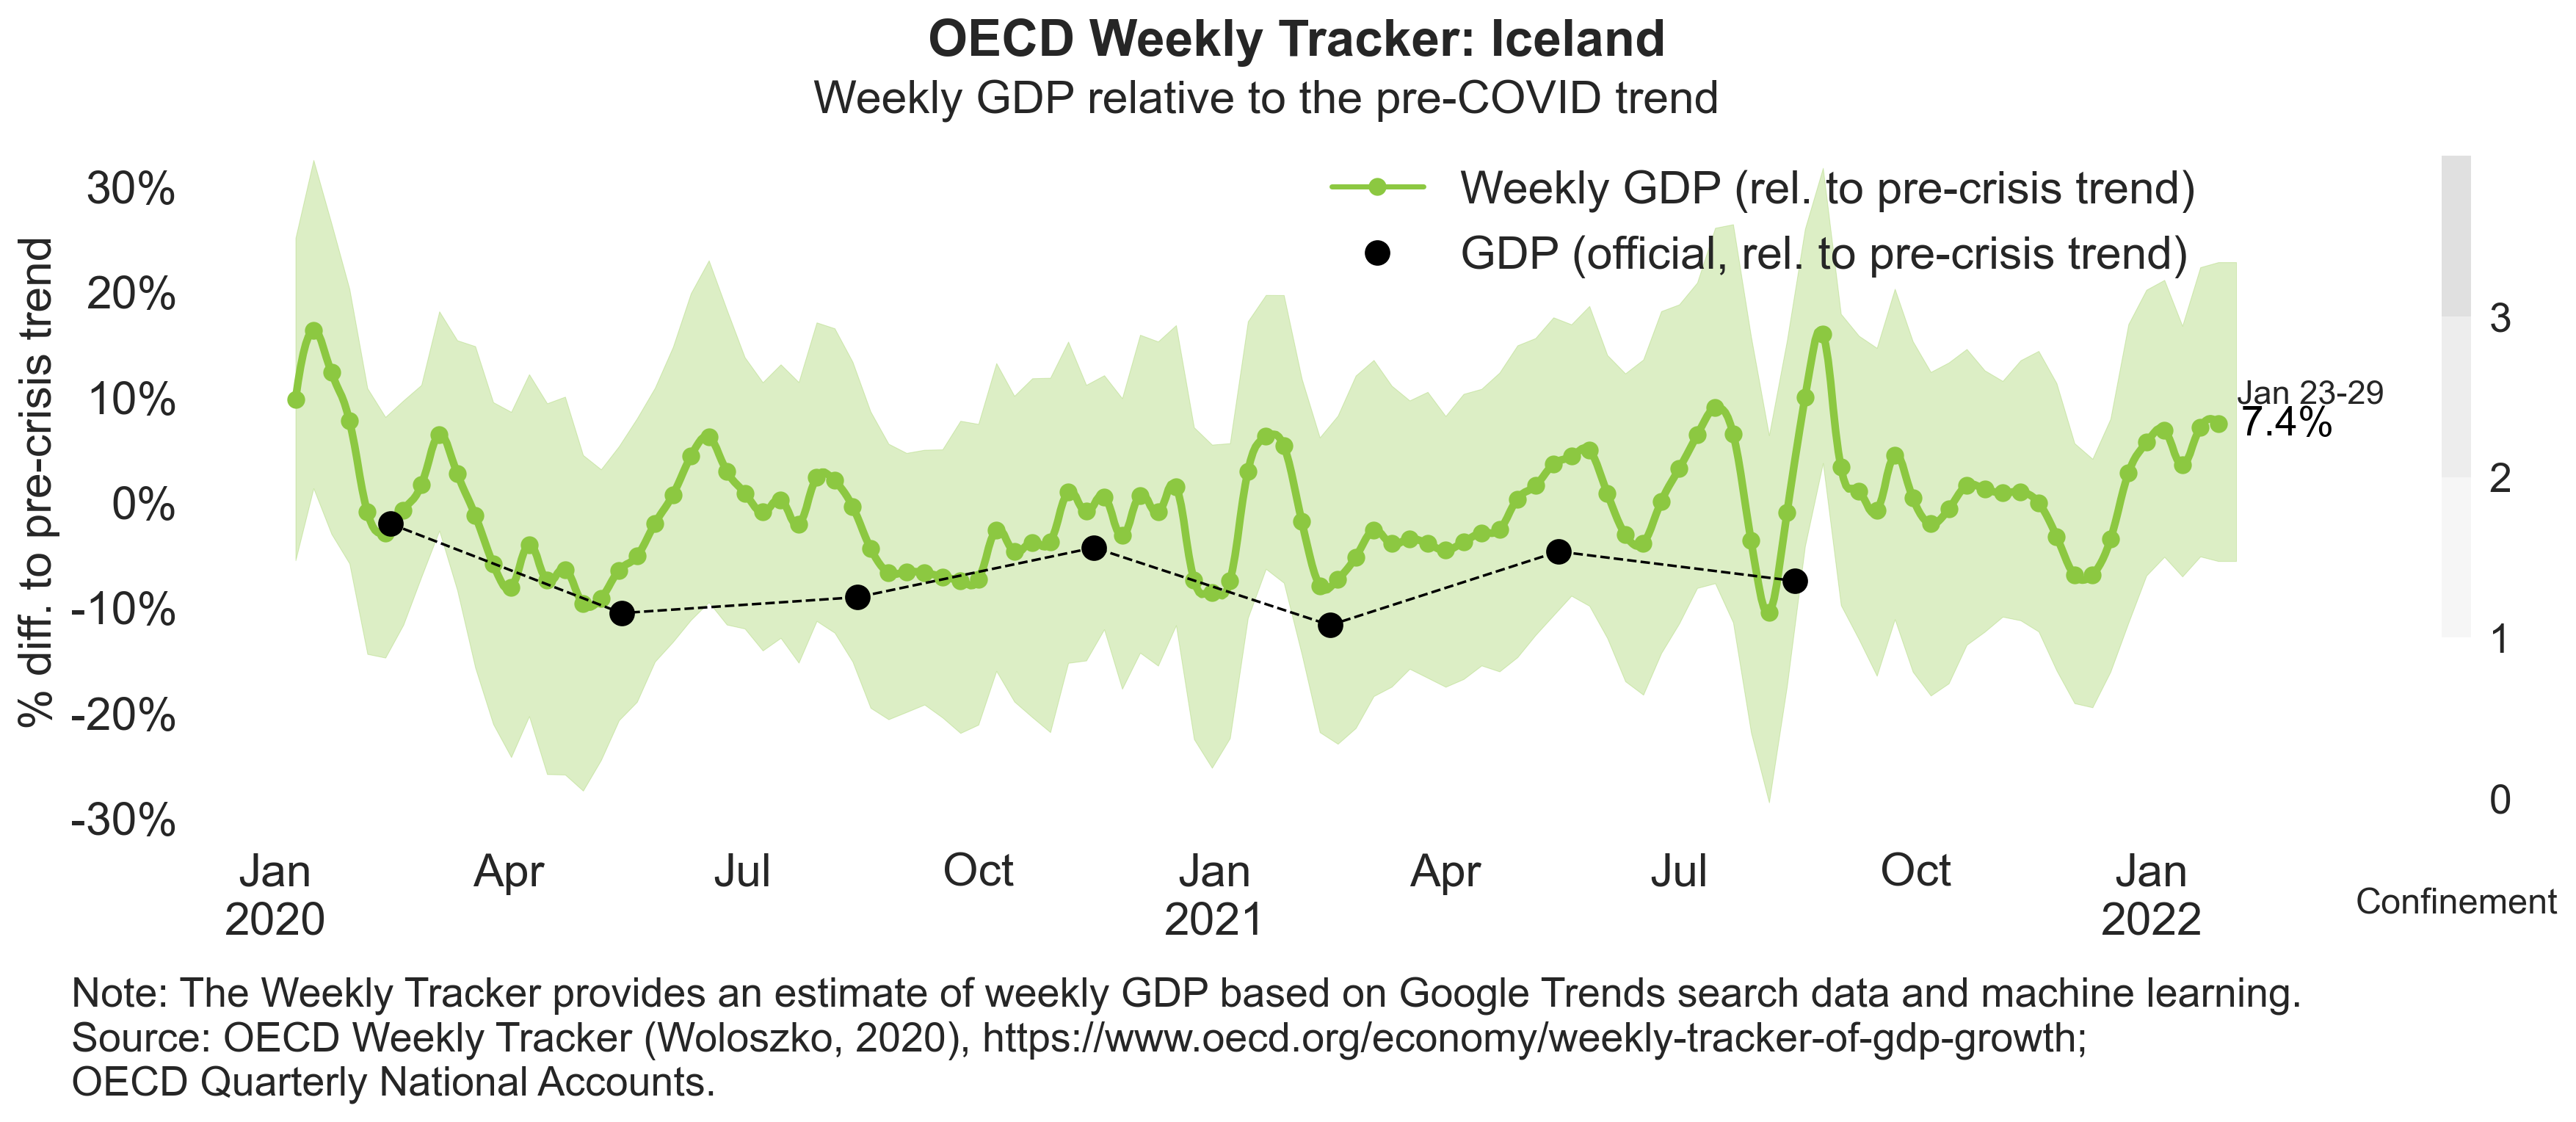 OECD Weekly Tracker: Iceland
Weekly GDP relative to the pre-COVID trend
Weekly GDP (rel. to pre-crisis trend)
GDP (official, rel. to pre-crisis trend)
% diff. to pre-crisis trend
30%
20%
10%
0%
-10%
-20%
-30%
Jan 23-29
7.4%
3
2
1
0
Confinement
Jan Apr Jul Oct Jan Apr Jul Oct Jan
2020 2021 2022
Note: The Weekly Tracker provides an estimate of weekly GDP based on Google Trends search data and machine learning.
Source: OECD Weekly Tracker (Woloszko, 2020), https://www.oecd.org/economy/weekly-tracker-of-gdp-growth;
OECD Quarterly National Accounts.